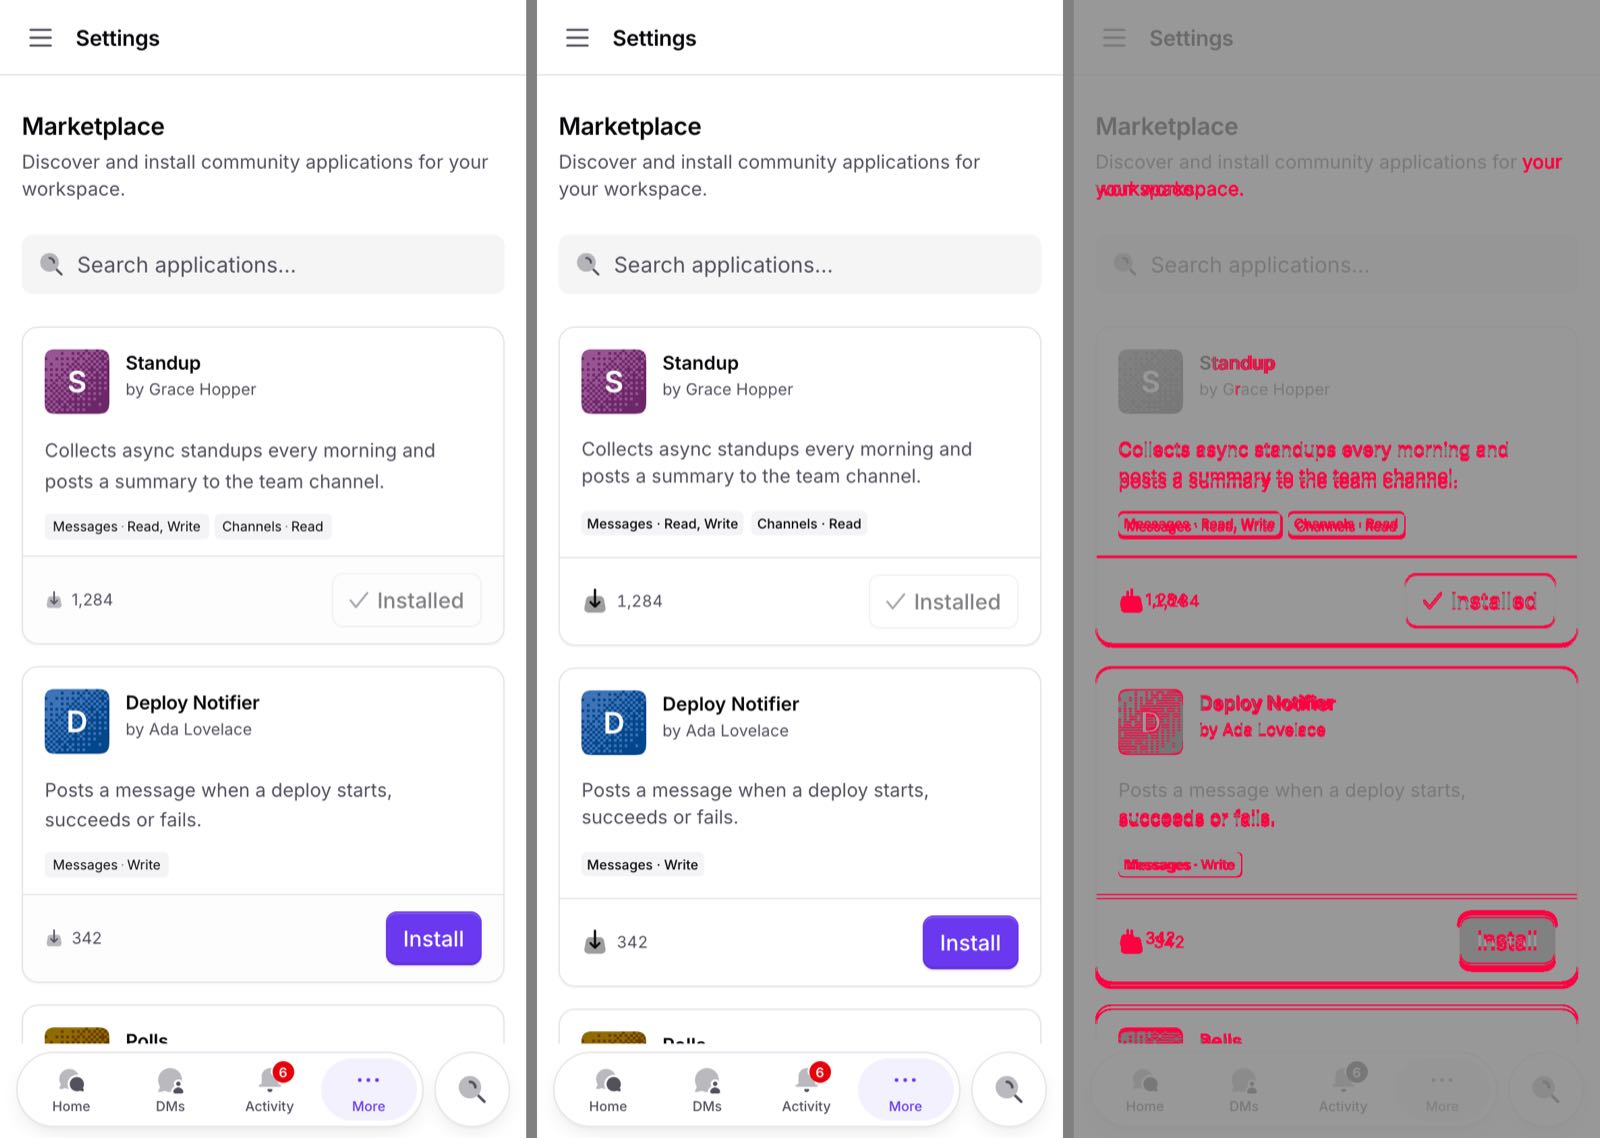 Settings
Marketplace
Discover and install community applications for your
workspace.
Search applications...
S
Standup
by Grace Hopper
Collects async standups every morning and
posts a summary to the team channel.
Messages · Read, Write
Channels · Read
1,284
Installed
D
Deploy Notifier
by Ada Lovelace
Posts a message when a deploy starts,
succeeds or fails.
Messages · Write
342
Install
Polls
Home
DMs
Activity
6
More
Settings
Marketplace
Discover and install community applications for
your workspace.
Search applications...
S
Standup
by Grace Hopper
Collects async standups every morning and
posts a summary to the team channel.
Messages · Read, Write
Channels · Read
1,284
Installed
D
Deploy Notifier
by Ada Lovelace
Posts a message when a deploy starts,
succeeds or fails.
Messages · Write
342
Install
Polls
Home
DMs
Activity
6
More
Settings
Marketplace
Discover and install community applications for your
workspace.
Search applications...
S
Standup
by Grace Hopper
Collects async standups every morning and
posts a summary to the team channel.
Messages · Read, Write
Channels · Read
Installed
D
Deploy Notifier
by Ada Lovelace
Posts a message when a deploy starts,
succeeds or fails.
Messages · Write
342
Install
Polls
Home
DMs
Activity
6
More